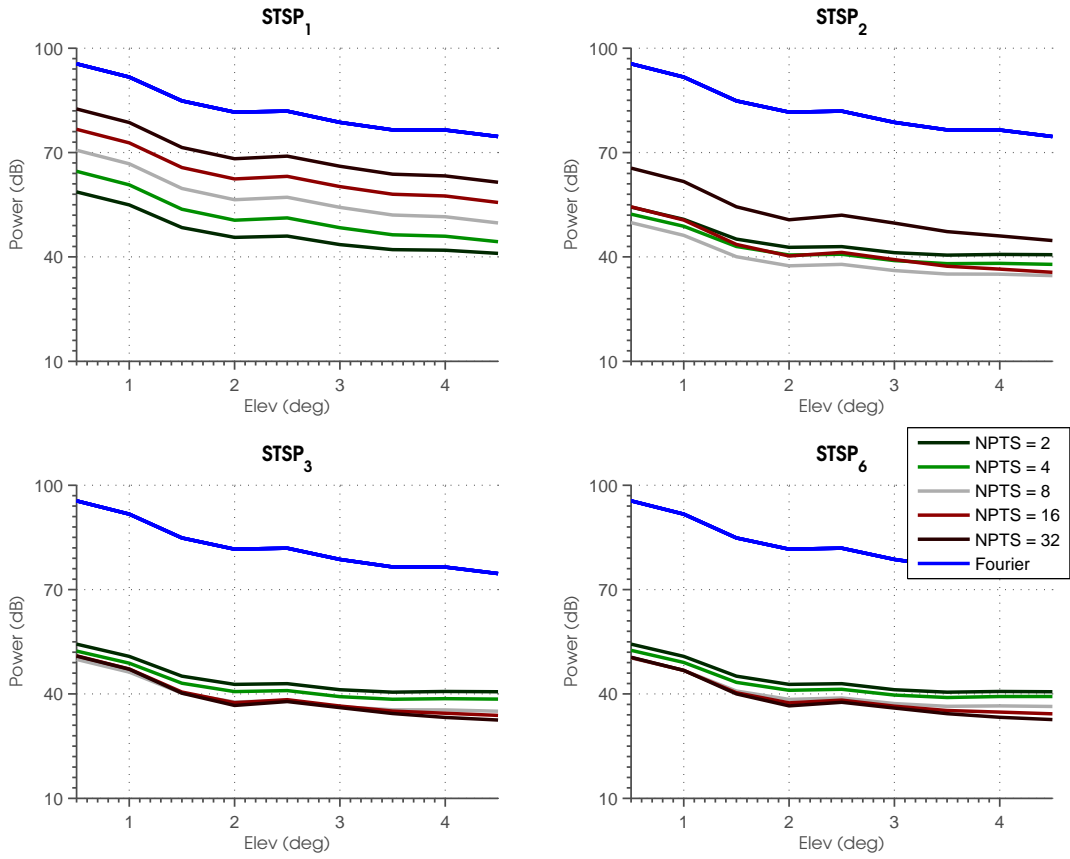 STSP1
100
70
40
10
Power (dB)
1 2 3 4
Elev (deg)
STSP2
100
70
40
10
Power (dB)
1 2 3 4
Elev (deg)
STSP3
100
70
40
10
Power (dB)
1 2 3 4
Elev (deg)
STSP6
100
70
40
10
Power (dB)
1 2 3 4
Elev (deg)
NPTS = 2
NPTS = 4
NPTS = 8
NPTS = 16
NPTS = 32
Fourier